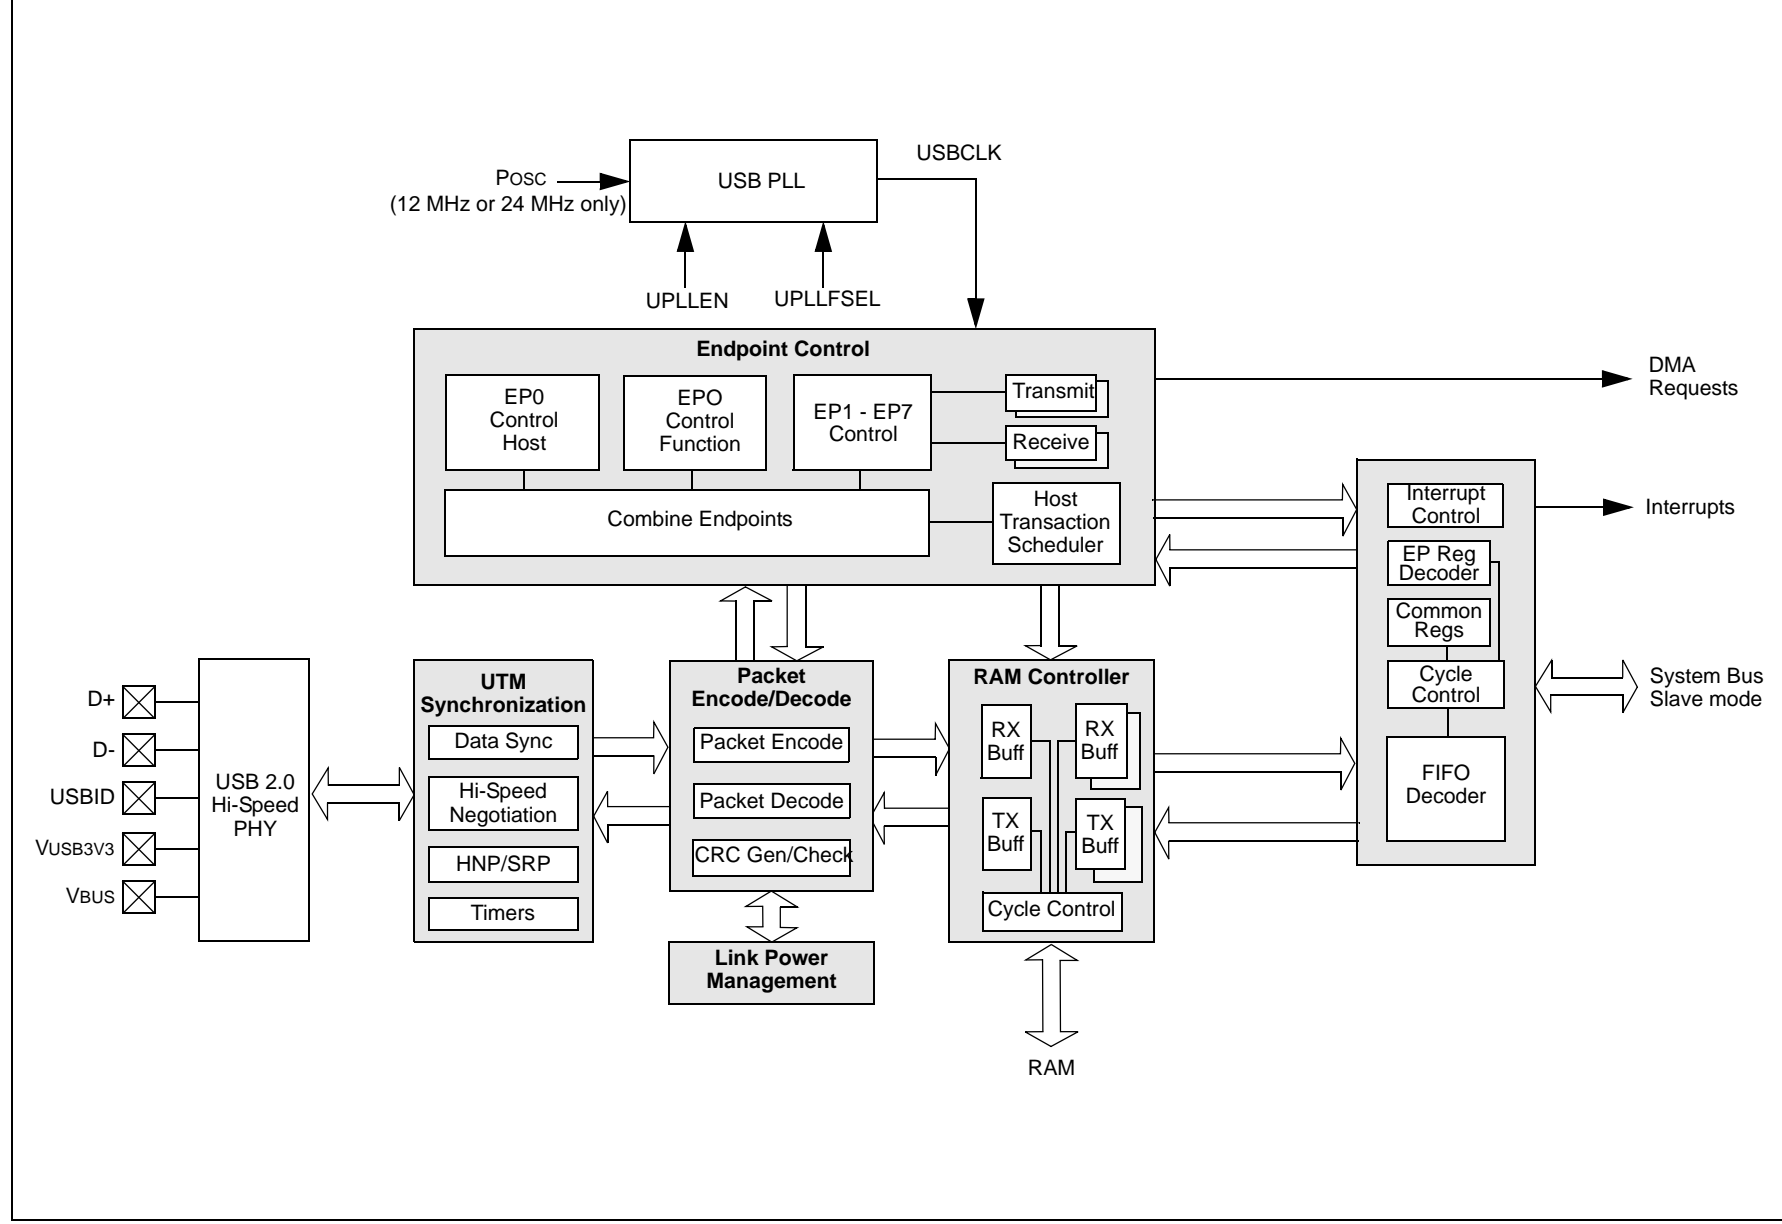 USBCLK
POSC
(12 MHz or 24 MHz only)
USB PLL
UPLLEN
UPLLFSEL
Endpoint Control
EP0
Control
Host
EPO
Control
Function
EP1 - EP7
Control
Transmit
Receive
Combine Endpoints
Host
Transaction
Scheduler
DMA
Requests
Interrupt
Control
Interrupts
EP Reg
Decoder
Common
Regs
Cycle
Control
FIFO
Decoder
System Bus
Slave mode
D+
D-
USBID
VUSB3V3
VBUS
USB 2.0
Hi-Speed
PHY
UTM
Synchronization
Data Sync
Hi-Speed
Negotiation
HNP/SRP
Timers
Packet
Encode/Decode
Packet Encode
Packet Decode
CRC Gen/Check
Link Power
Management
RAM Controller
RX
Buff
RX
Buff
TX
Buff
TX
Buff
Cycle Control
RAM